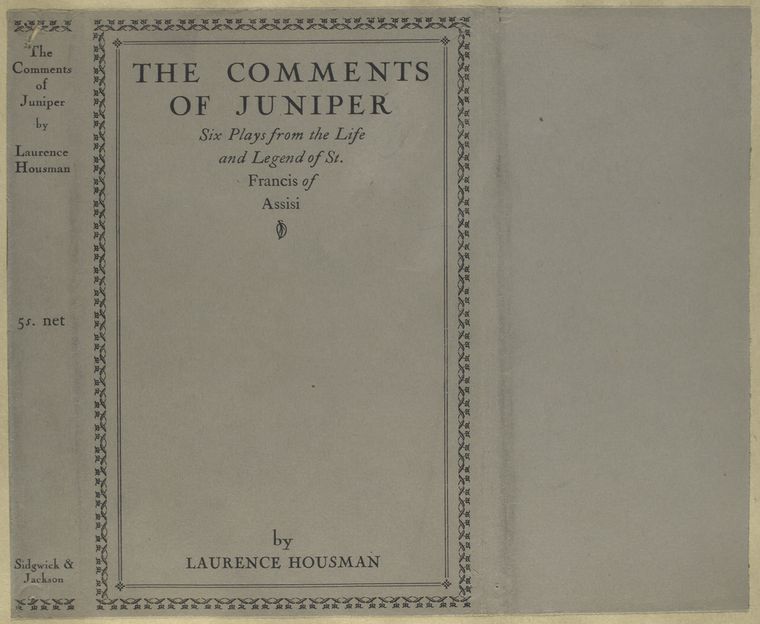 The
Comments
of
Juniper
by
Laurence
Housman
5s. net
Sidgwick &
Jackson
THE COMMENTS
OF JUNIPER
Six Plays from the Life
and Legend of St.
Francis of
Assisi
by
LAURENCE HOUSMAN